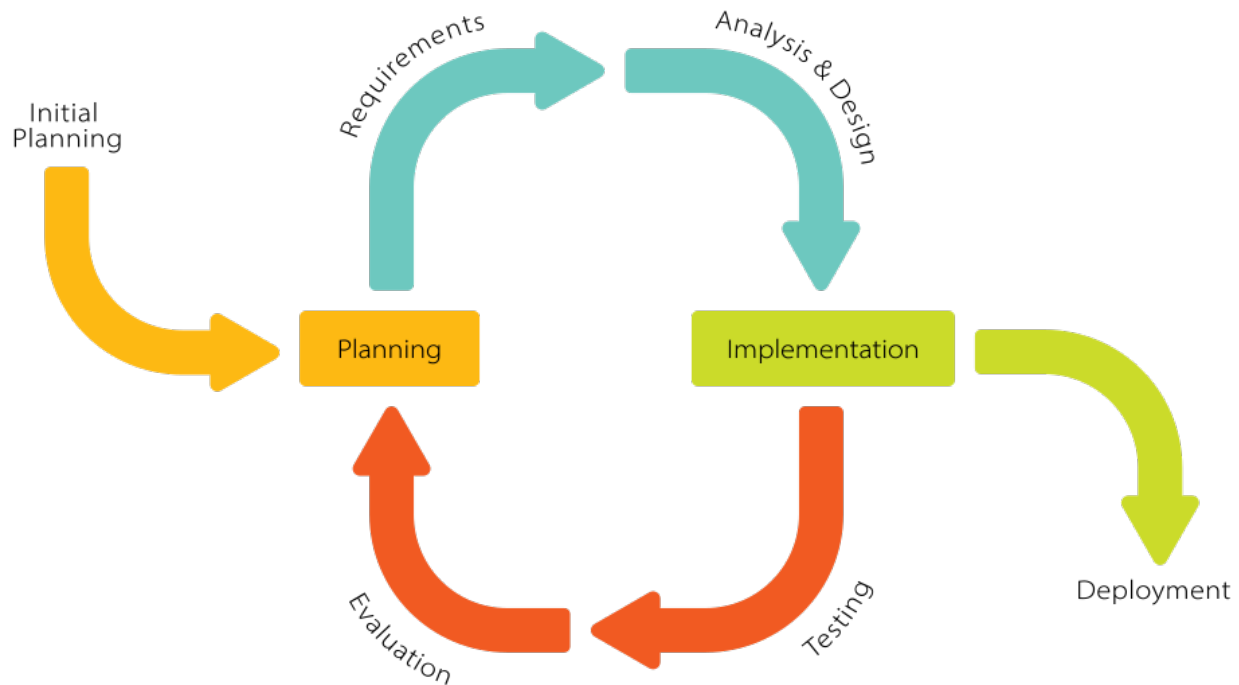 Initial
Planning
Requirements
Analysis & Design
Planning
Implementation
Evaluation
Testing
Deployment